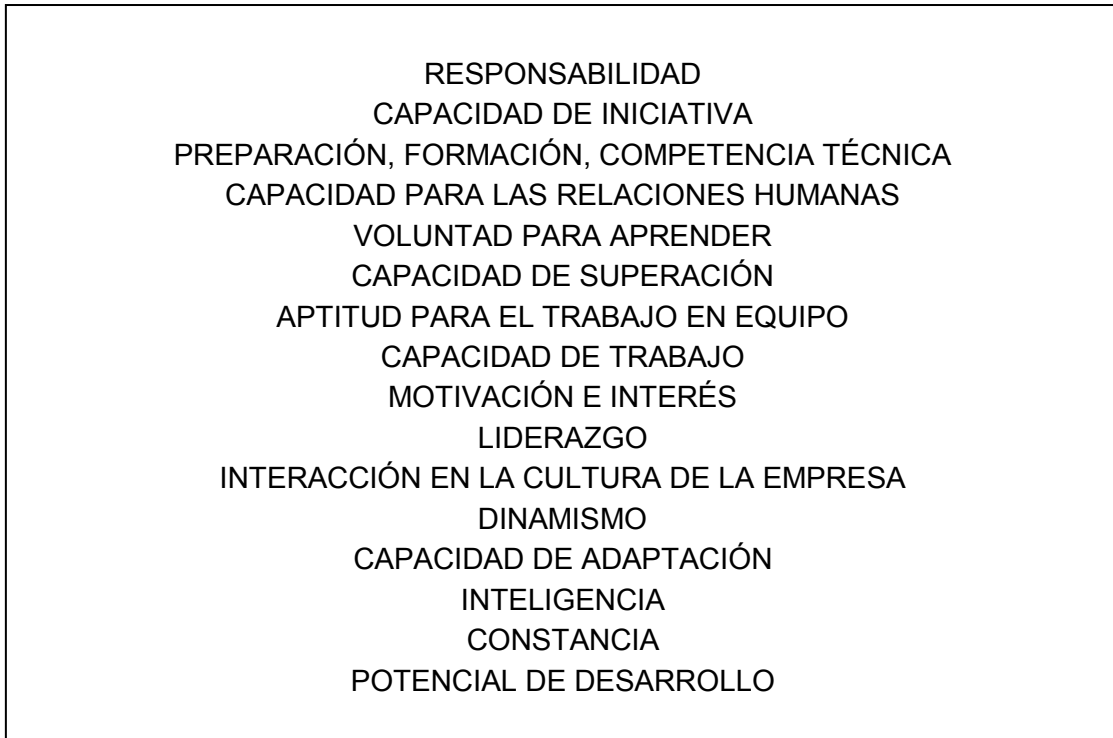 RESPONSABILIDAD
CAPACIDAD DE INICIATIVA
PREPARACIÓN, FORMACIÓN, COMPETENCIA TÉCNICA
CAPACIDAD PARA LAS RELACIONES HUMANAS
VOLUNTAD PARA APRENDER
CAPACIDAD DE SUPERACIÓN
APTITUD PARA EL TRABAJO EN EQUIPO
CAPACIDAD DE TRABAJO
MOTIVACIÓN E INTERÉS
LIDERAZGO
INTERACCIÓN EN LA CULTURA DE LA EMPRESA
DINAMISMO
CAPACIDAD DE ADAPTACIÓN
INTELIGENCIA
CONSTANCIA
POTENCIAL DE DESARROLLO